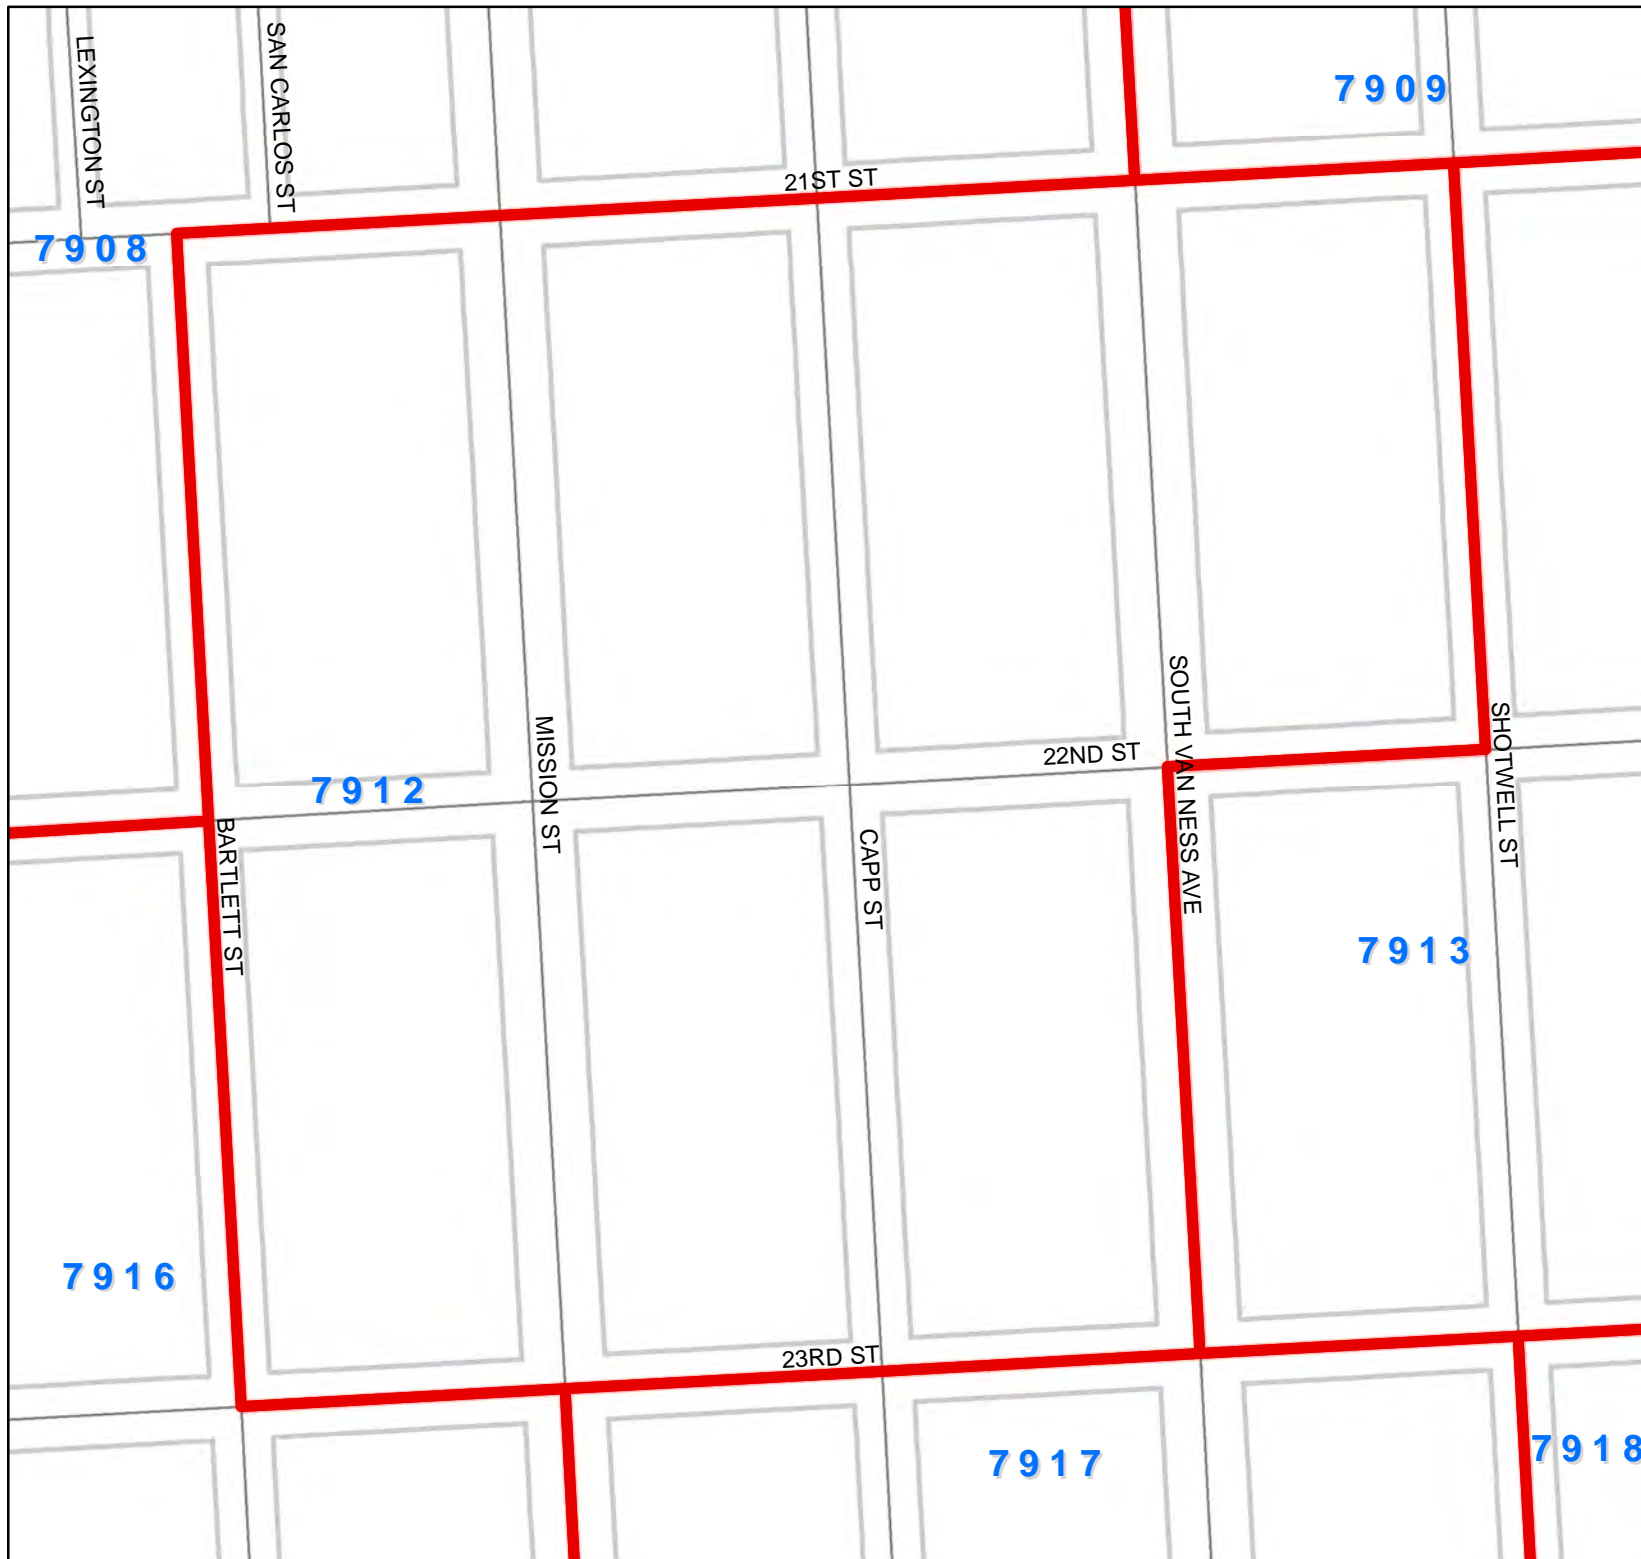 LEXINGTON ST
SAN CARLOS ST
7909
21ST ST
7908
SOUTH VAN NESS AVE
SHOTWELL ST
MISSION ST
22ND ST
7912
BARTLETT ST
CAPP ST
7913
7916
23RD ST
7917
7918